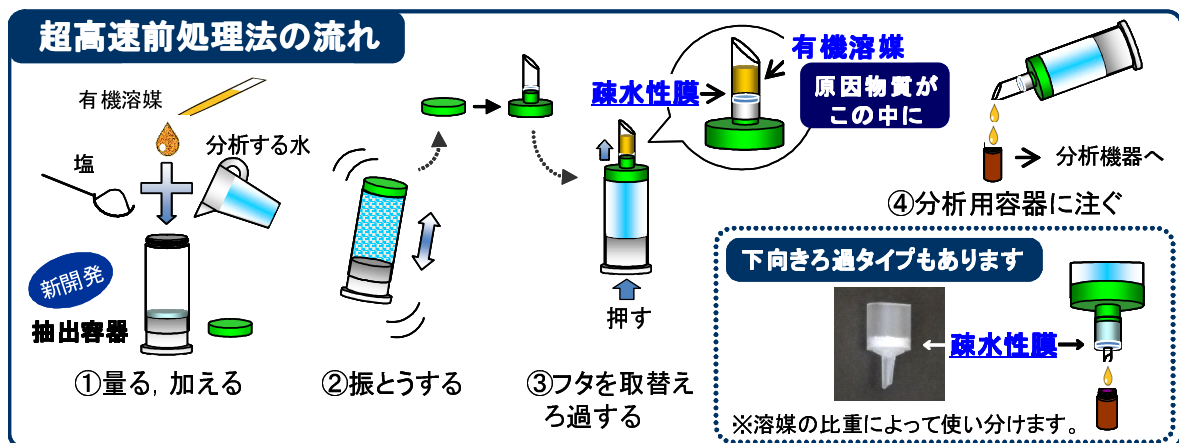 超高速前処理法の流れ
有機溶媒
塩
分析する水
新開発
抽出容器
①量る, 加える
②振とうする
疎水性膜
有機溶媒
原因物質が
この中に
押す
③フタを取替え
ろ過する
分析機器へ
④分析用容器に注ぐ
下向きろ過タイプもあります
疎水性膜
※溶媒の比重によって使い分けます。